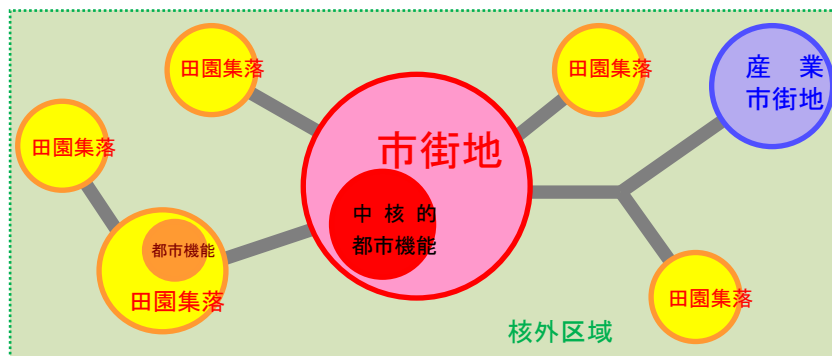 田園集落
田園集落
産 業
市街地
市街地
田園集落
中 核 的
都市機能
都市機能
田園集落
田園集落
核外区域